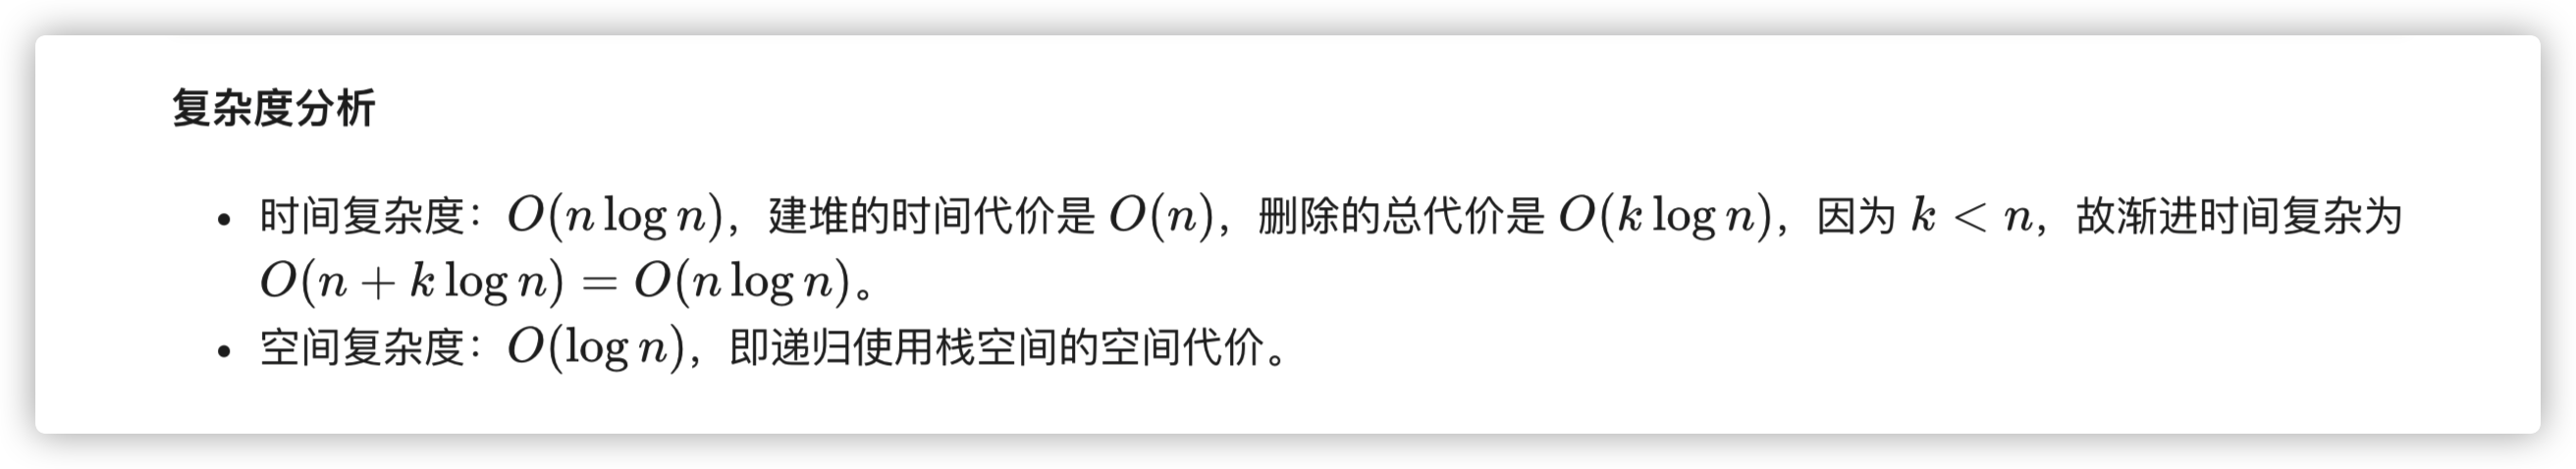 复杂度分析
• 时间复杂度：O(n log n)，建堆的时间代价是 O(n)，删除的总代价是 O(k log n)，因为 k < n，故渐进时间复杂为
O(n + k log n) = O(n log n)。
• 空间复杂度：O(log n)，即递归使用栈空间的空间代价。